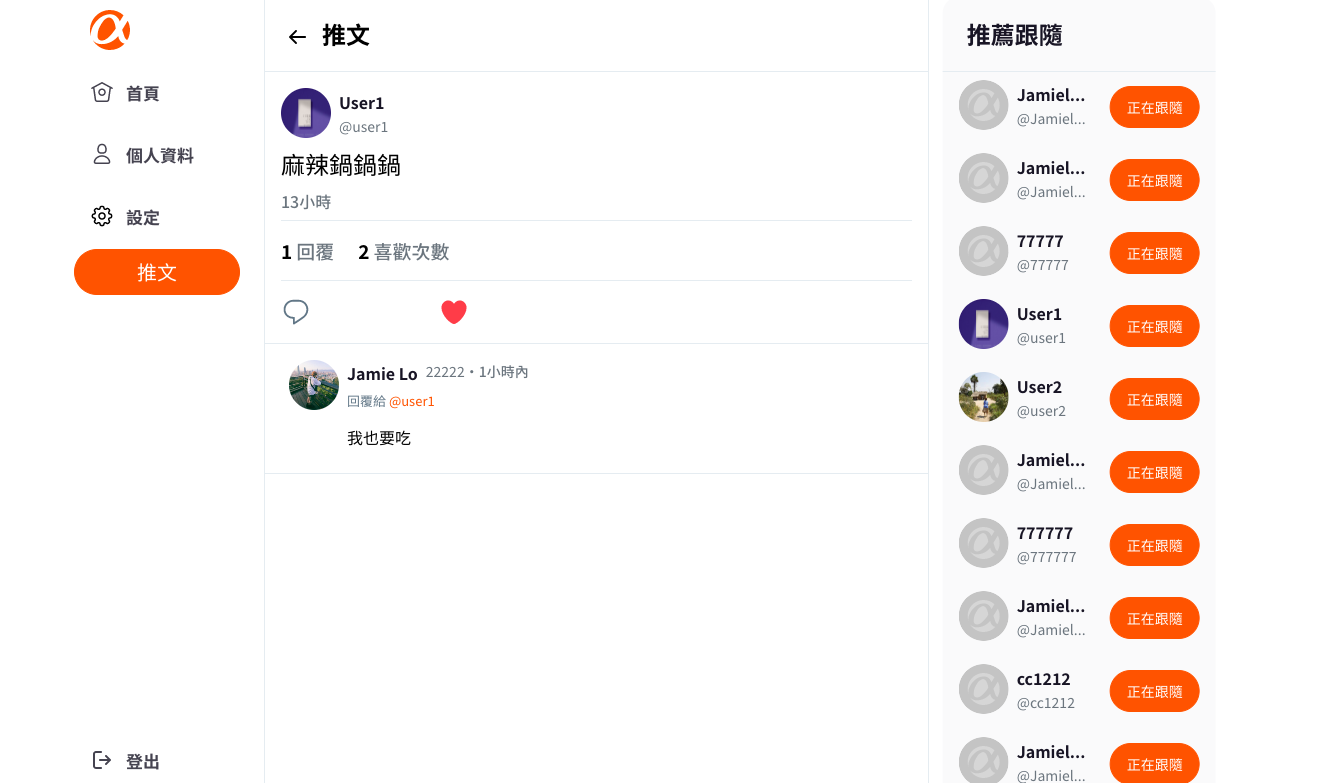 首頁
個人資料
設定
推文
登出
推文
User1
@user1
麻辣鍋鍋鍋
13小時
1 回覆 2 喜歡次數
Jamie Lo 22222・1小時內
回覆給 @user1
我也要吃
推薦跟隨
Jamiel...
@Jamiel...
正在跟隨
Jamiel...
@Jamiel...
正在跟隨
77777
@77777
正在跟隨
User1
@user1
正在跟隨
User2
@user2
正在跟隨
Jamiel...
@Jamiel...
正在跟隨
777777
@777777
正在跟隨
Jamiel...
@Jamiel...
正在跟隨
cc1212
@cc1212
正在跟隨
Jamiel...
@Jamiel...
正在跟隨